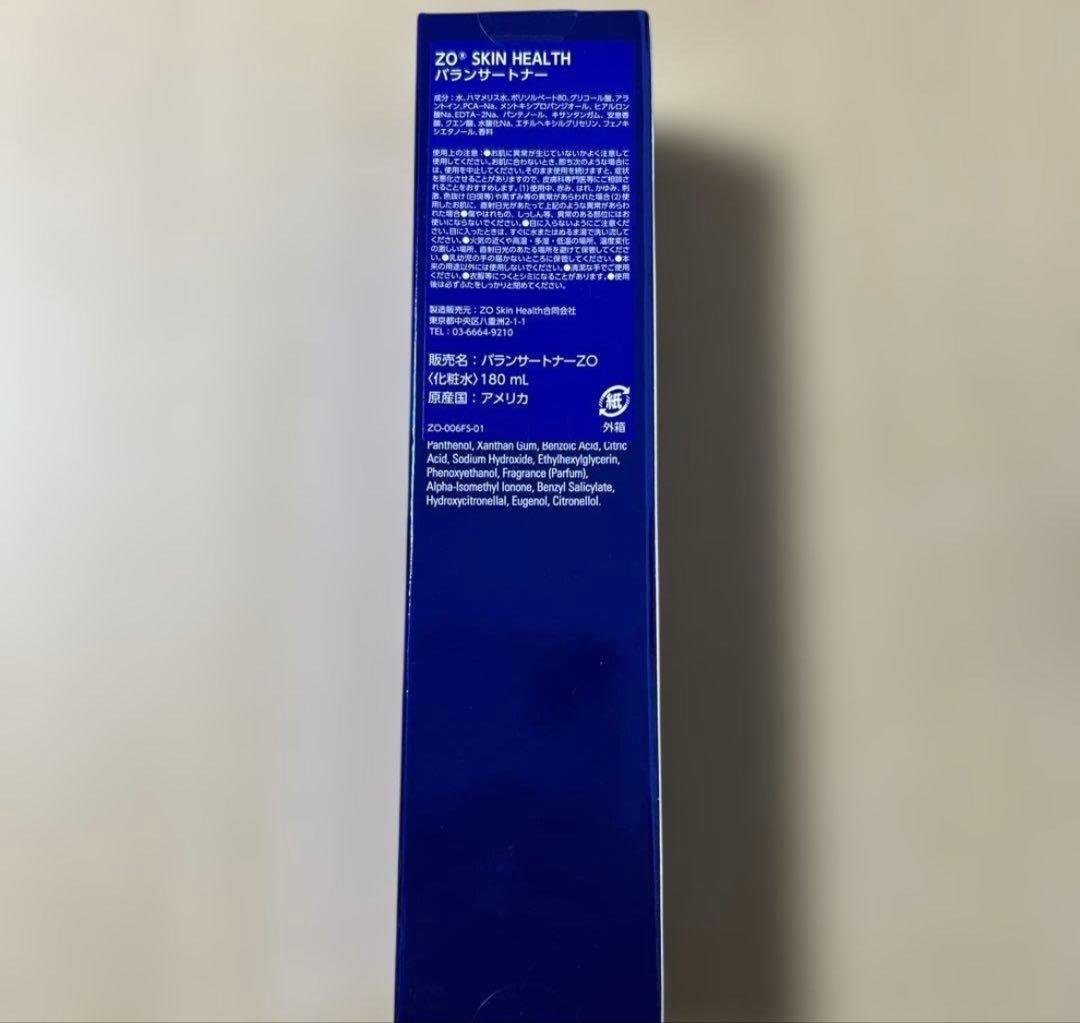 ZO® SKIN HEALTH
バランサートナー
成分：水、ハマメリス水、ポリソルベート80、グリコール酸、アラ
ントイン、PCA-Na、メントキシプロパンジオール、ヒアルロン
酸Na、EDTA-2Na、パンテノール、キサンタンガム、安息香
酸、クエン酸、水酸化Na、エチルヘキシルグリセリン、フェノキ
シエタノール、香料
使用上の注意：●お肌に異常が生じていないかよく注意して
使用してください。お肌に合わないとき、即ち次のような場合に
は、使用を中止してください。そのまま使用を続けますと、症状
を悪化させることがありますので、皮膚科専門医等にご相談さ
れることをおすすめします。(1)使用中、赤み、はれ、かゆみ、刺
激、色抜け(白斑等)や黒ずみ等の異常があらわれた場合(2)使
用したお肌に、直射日光があたって上記のような異常があらわ
れた場合●傷やはれもの、しっしん等、異常のある部位にはお
使いにならないでください。●目に入らないようにご注意くださ
い。目に入ったときは、すぐに水またはぬるま湯で洗い流して
ください。●火気の近くや高温・多湿・低温の場所、温度変化
の激しい場所、直射日光のあたる場所を避けて保管してくださ
い。●乳幼児の手の届かないところに保管してください。●本
来の用途以外には使用しないでください。●清潔な手でご使用
ください。●衣服等につくとシミになることがあります。●使用
後は必ずふたをしっかりと閉めてください。
製造販売元：ZO Skin Health合同会社
東京都中央区八重洲2-1-1
TEL：03-6664-9210
販売名：バランサートナーZO
〈化粧水〉180 mL
原産国：アメリカ
紙
ZO-006FS-01 外箱
Panthenol, Xanthan Gum, Benzoic Acid, Citric
Acid, Sodium Hydroxide, Ethylhexylglycerin,
Phenoxyethanol, Fragrance (Parfum),
Alpha-Isomethyl Ionone, Benzyl Salicylate,
Hydroxycitronellal, Eugenol, Citronellol.